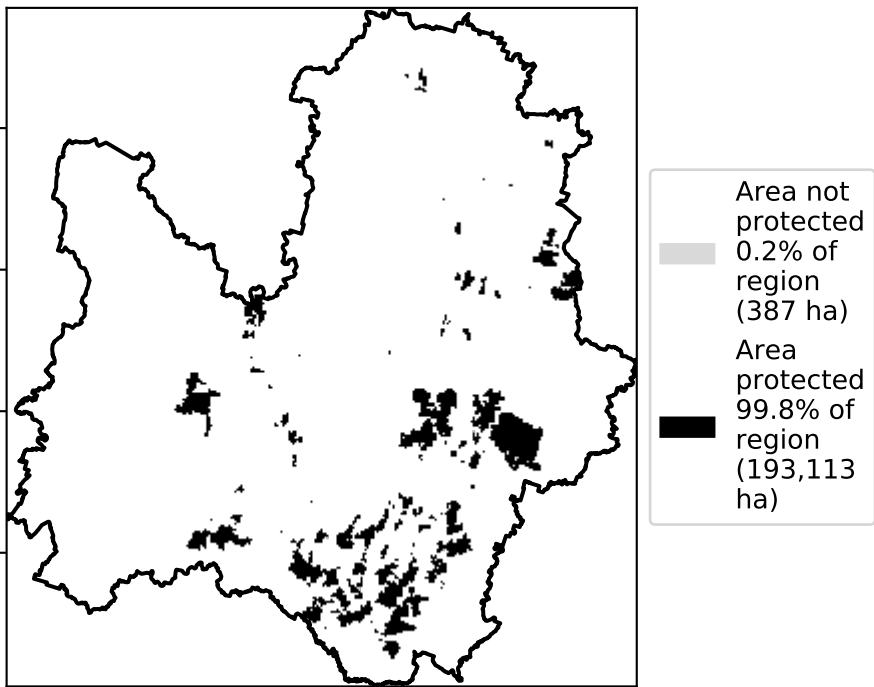 Area not
protected
0.2% of
region
(387 ha)
Area
protected
99.8% of
region
(193,113
ha)